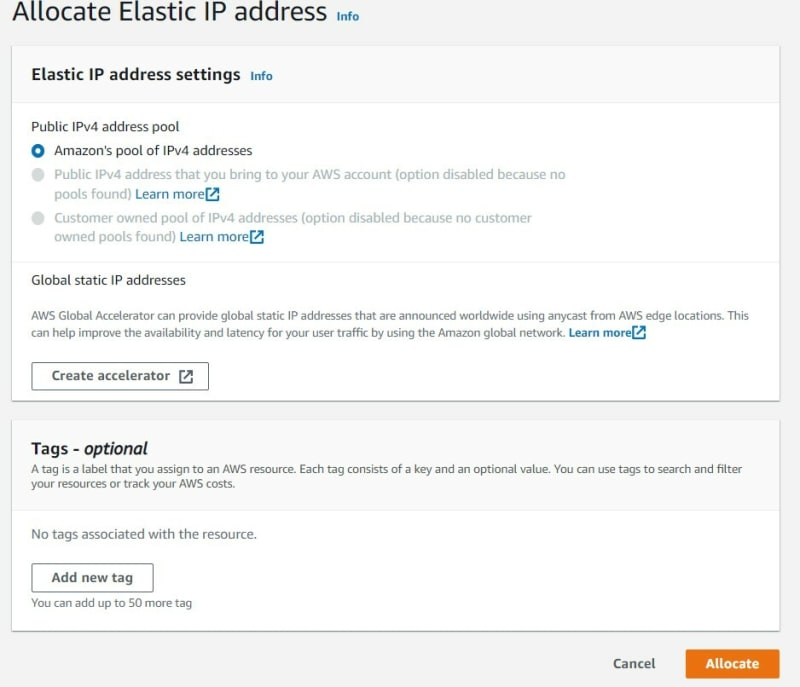 Allocate Elastic IP address Info
Elastic IP address settings Info
Public IPv4 address pool
Amazon's pool of IPv4 addresses
Public IPv4 address that you bring to your AWS account (option disabled because no
pools found) Learn more
Customer owned pool of IPv4 addresses (option disabled because no customer
owned pools found) Learn more
Global static IP addresses
AWS Global Accelerator can provide global static IP addresses that are announced worldwide using anycast from AWS edge locations. This
can help improve the availability and latency for your user traffic by using the Amazon global network. Learn more
Create accelerator
Tags - optional
A tag is a label that you assign to an AWS resource. Each tag consists of a key and an optional value. You can use tags to search and filter
your resources or track your AWS costs.
No tags associated with the resource.
Add new tag
You can add up to 50 more tag
Cancel Allocate